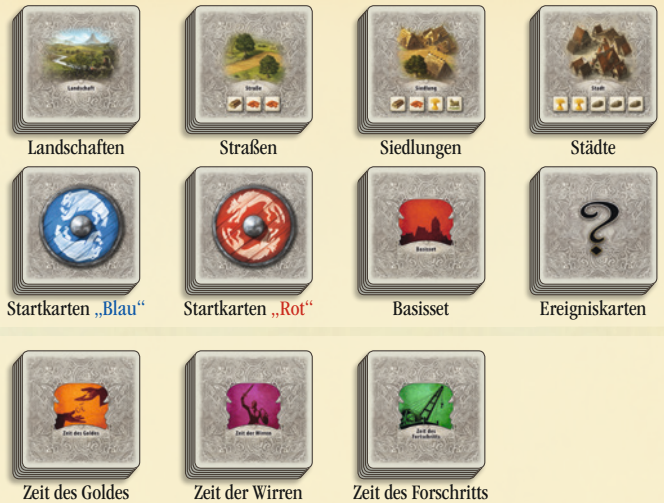 Landschaft
Straße
Siedlung
Stadt
Landschaften
Straßen
Siedlungen
Städte
Basisset
?
Startkarten „Blau“
Startkarten „Rot“
Basisset
Ereigniskarten
Zeit des Goldes
Zeit der Wirren
Zeit des
Fortschritts
Zeit des Goldes
Zeit der Wirren
Zeit des Forschritts